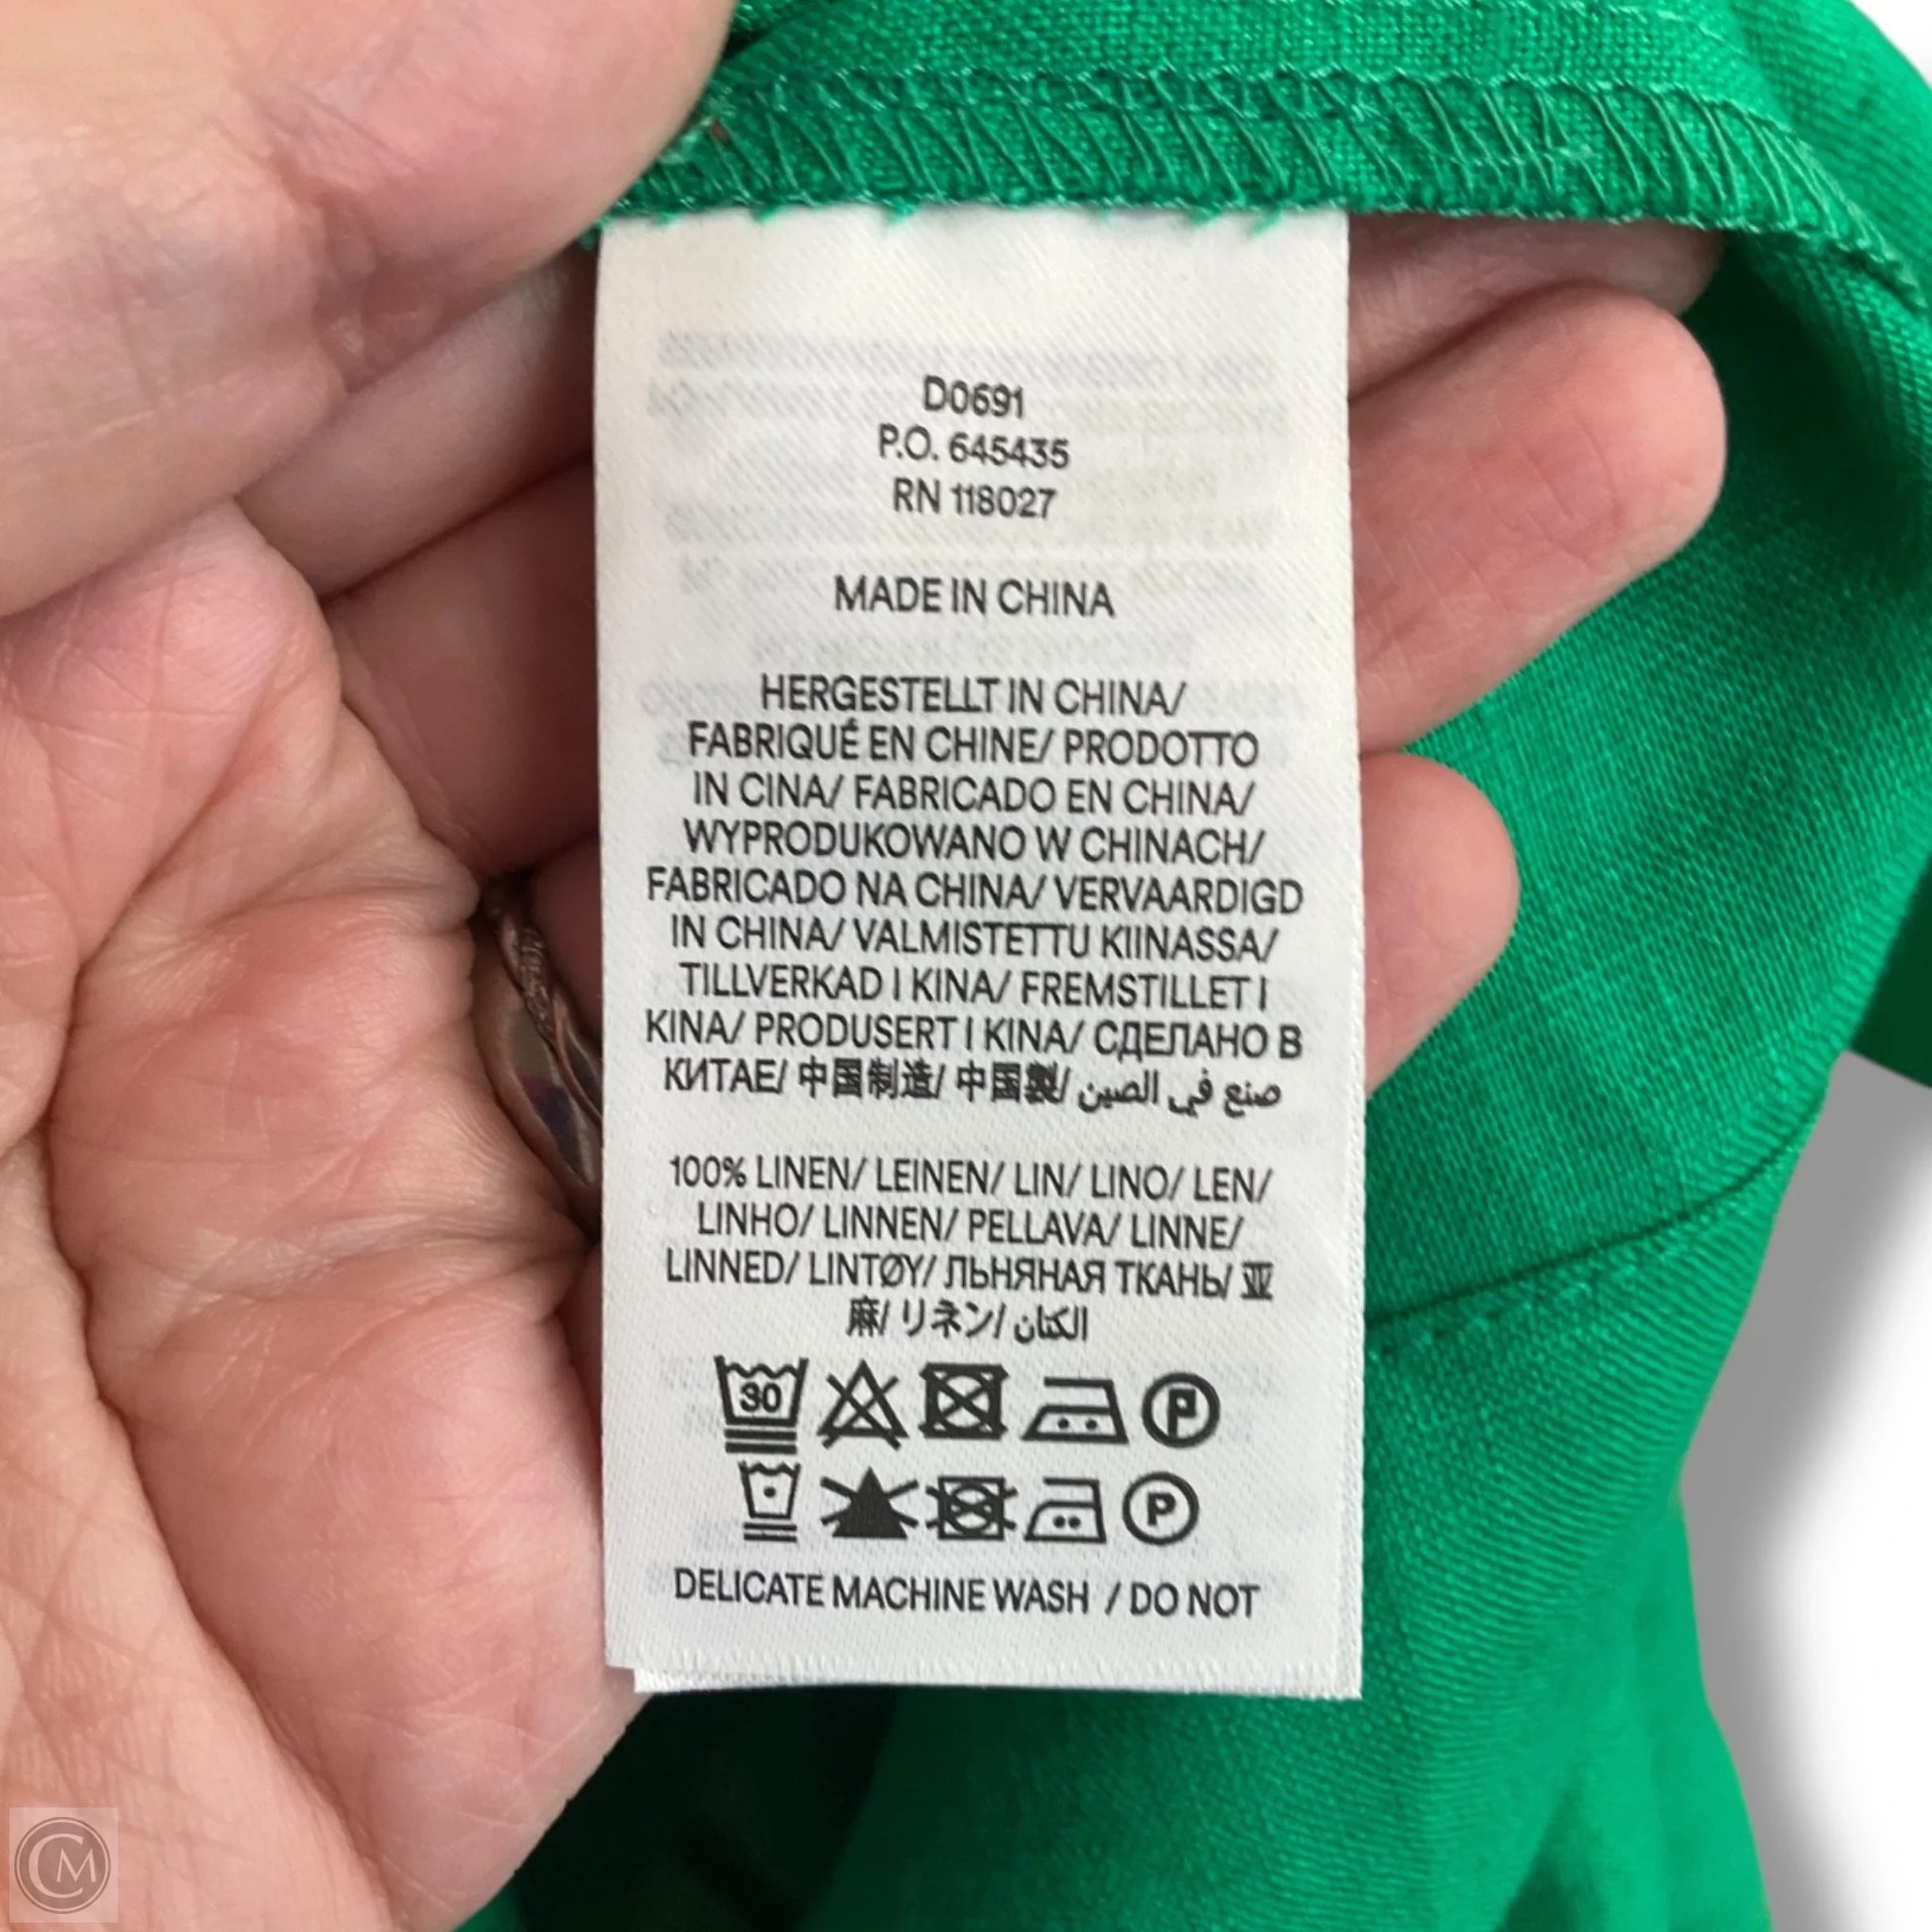 D0691
P.O. 645435
RN 118027
MADE IN CHINA
HERGESTELLT IN CHINA/
FABRIQUÉ EN CHINE/ PRODOTTO
IN CINA/ FABRICADO EN CHINA/
WYPRODUKOWANO W CHINACH/
FABRICADO NA CHINA/ VERVAARDIGD
IN CHINA/ VALMISTETTU KIINASSA/
TILLVERKAD I KINA/ FREMSTILLET I
KINA/ PRODUSERT I KINA/ СДЕЛАНО В
КИТАЕ/ 中国制造/ 中国製/ صنع في الصين
100% LINEN/ LEINEN/ LIN/ LINO/ LEN/
LINHO/ LINNEN/ PELLAVA/ LINNE/
LINNED/ LINTØY/ ЛЬНЯНАЯ ТКАНЬ/ 亚
麻/ リネン/ الكتان
30 P
P
DELICATE MACHINE WASH / DO NOT
CM